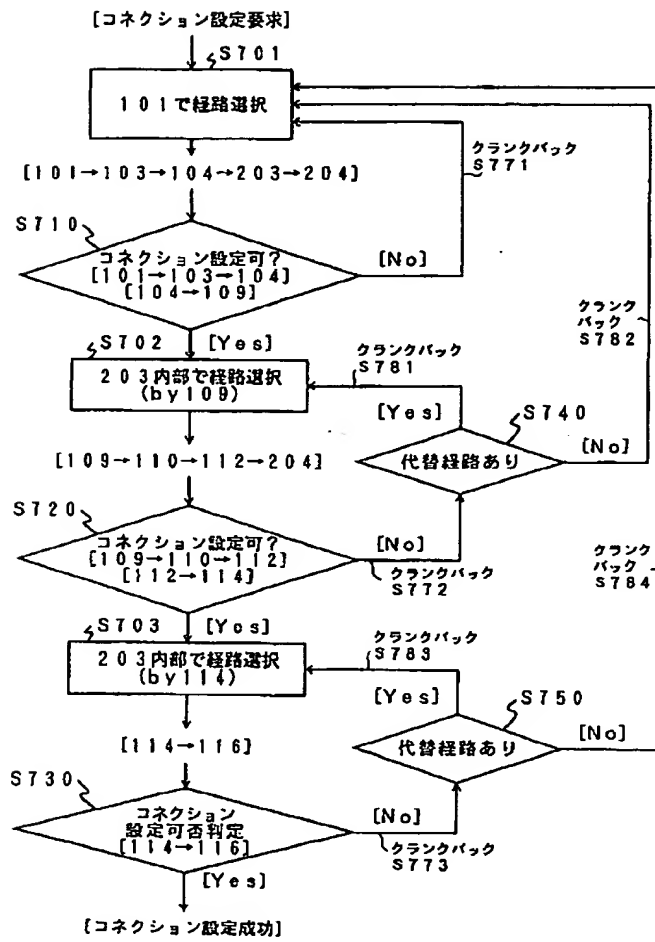 [コネクション設定要求]
S701
101で経路選択
クランクバック
S771
[101→103→104→203→204]
S710
コネクション設定可?
[101→103→104]
[104→109]
[No]
クランク
バック
S782
S702
[Yes]
クランクバック
S781
203内部で経路選択
(by109)
[Yes]
S740
代替経路あり
[No]
[109→110→112→204]
S720
コネクション設定可?
[109→110→112]
[112→114]
[No]
クランクバック
S772
クランク
バック
S784
S703
[Yes]
クランクバック
S783
203内部で経路選択
(by114)
[Yes]
S750
代替経路あり
[No]
[114→116]
S730
コネクション
設定可否判定
[114→116]
[No]
クランクバック
S773
[Yes]
[コネクション設定成功]